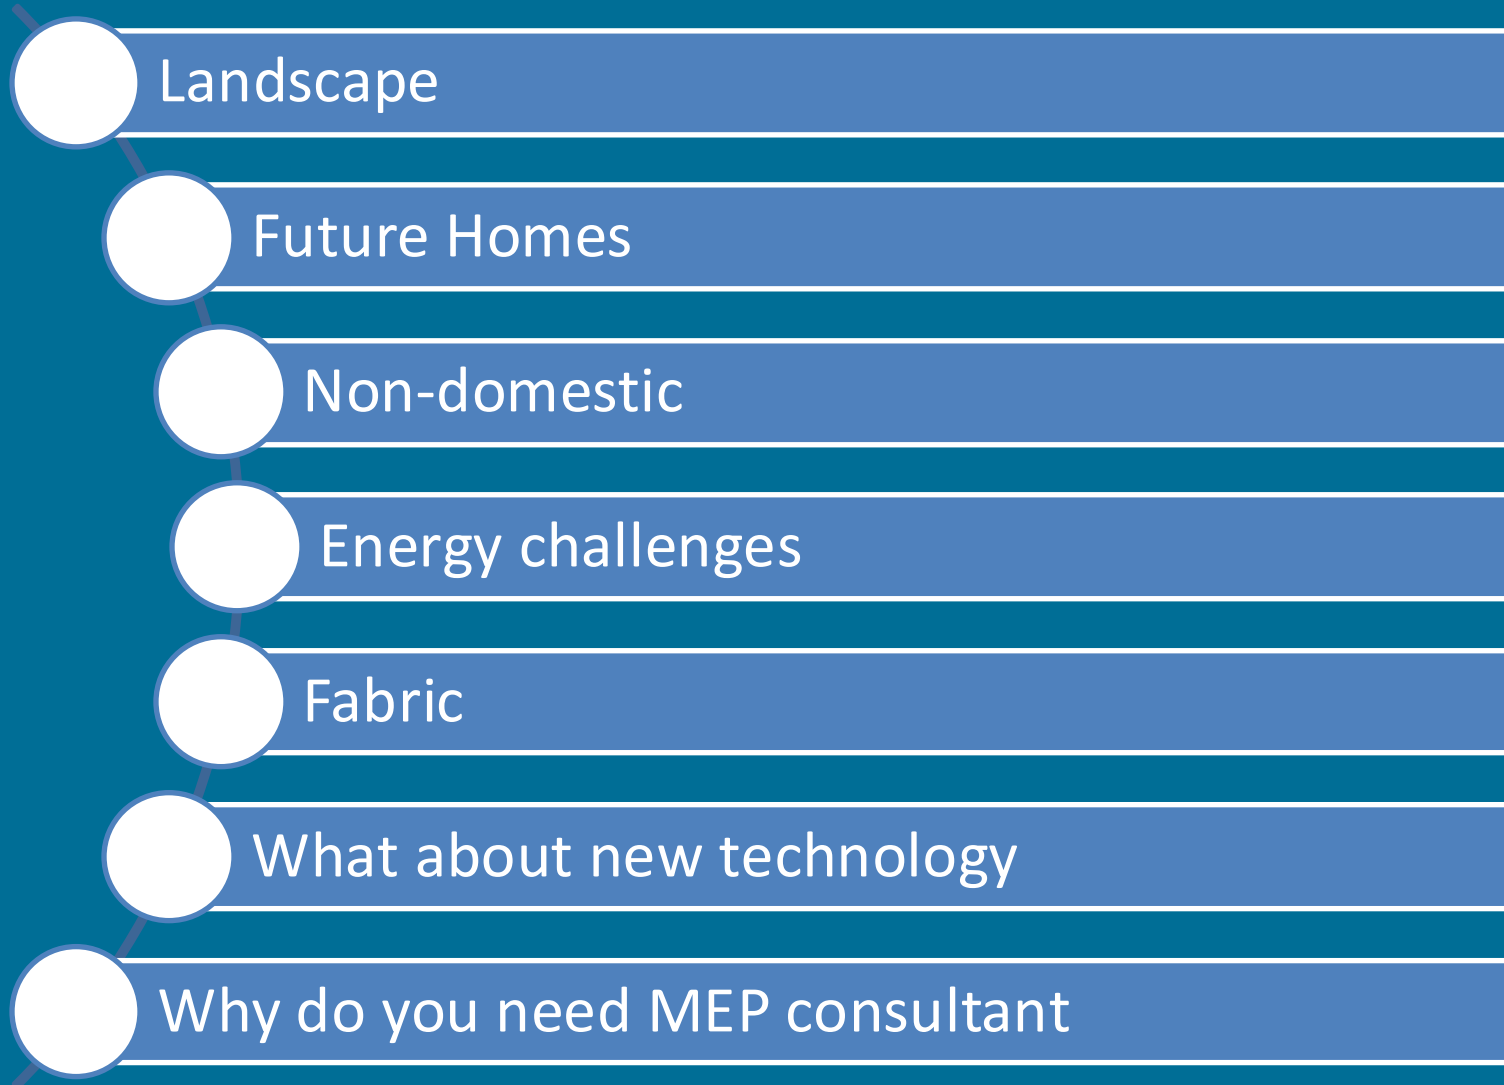 Landscape
Future Homes
Non-domestic
Energy challenges
Fabric
What about new technology
Why do you need MEP consultant